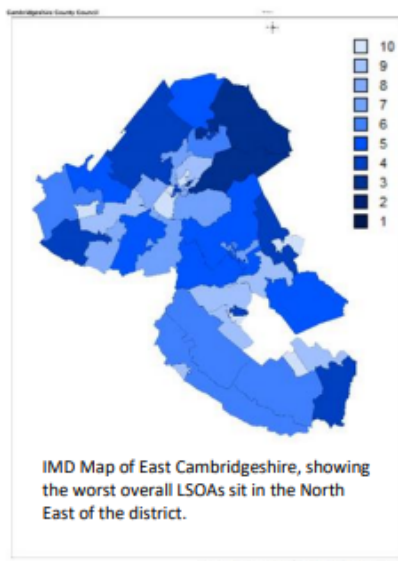 Cambridgeshire County Council
10
9
8
7
6
5
4
3
2
1
IMD Map of East Cambridgeshire, showing
the worst overall LSOAs sit in the North
East of the district.